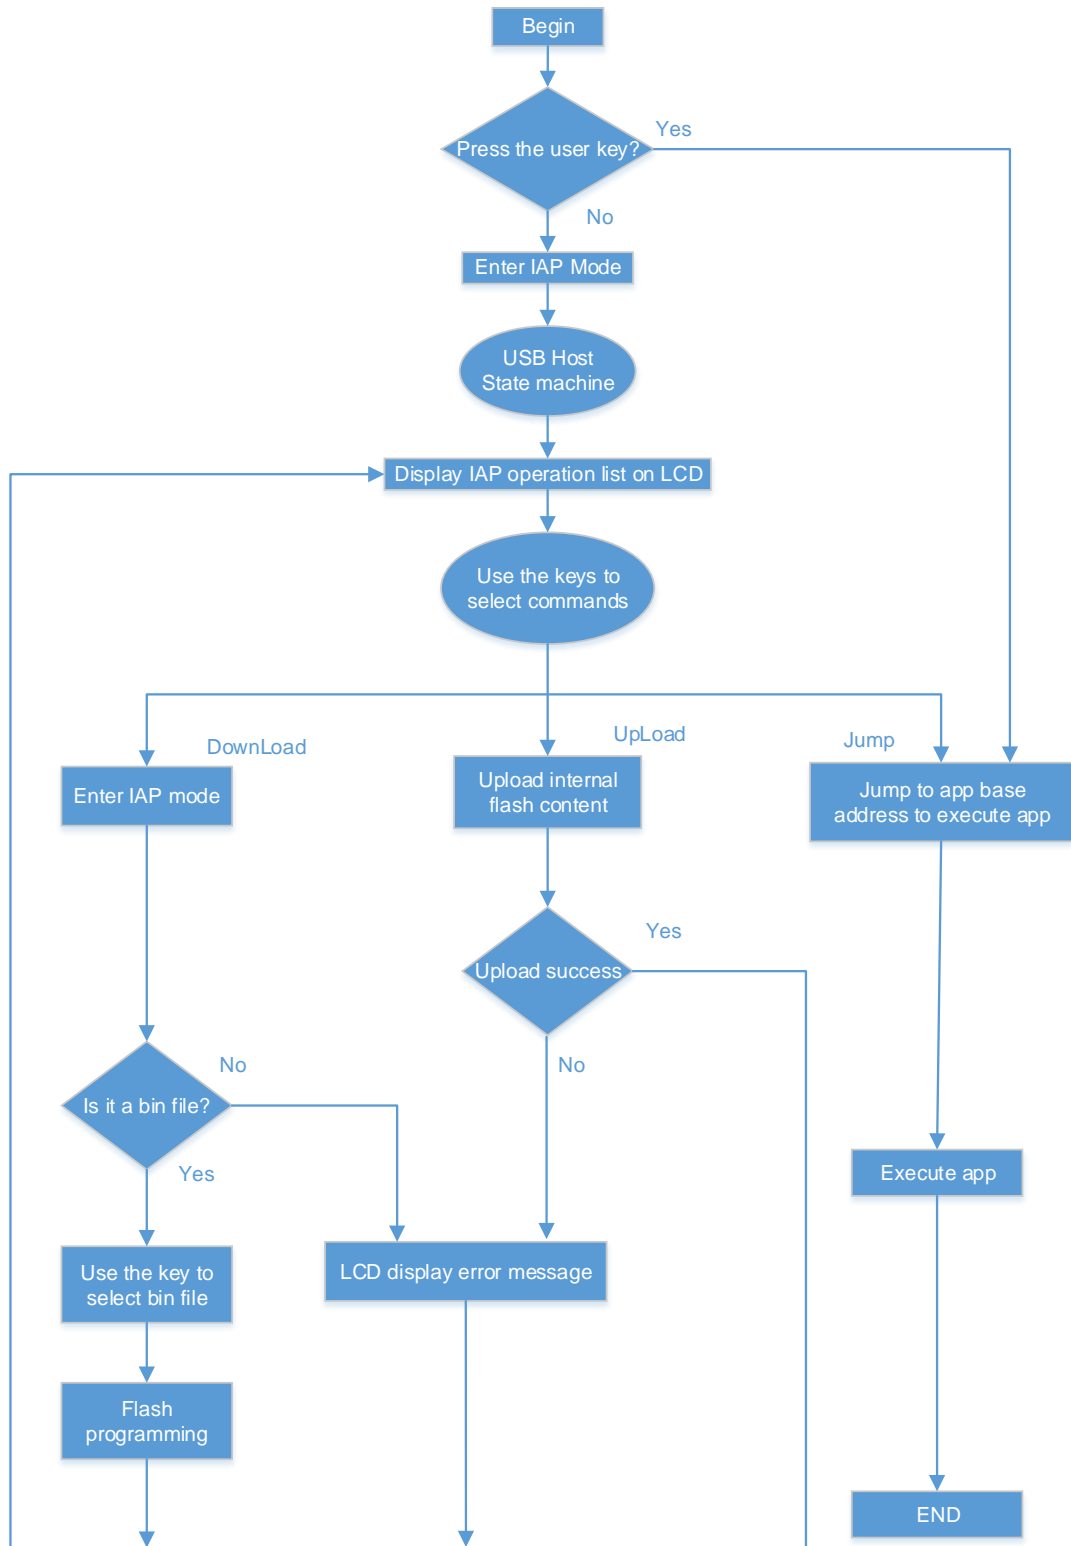 Begin
Press the user key?
Yes
No
Enter IAP Mode
USB Host
State machine
Display IAP operation list on LCD
Use the keys to
select commands
DownLoad
UpLoad
Jump
Enter IAP mode
Upload internal
flash content
Jump to app base
address to execute app
Upload success
Yes
No
Is it a bin file?
No
Yes
Execute app
Use the key to
select bin file
LCD display error message
Flash
programming
END